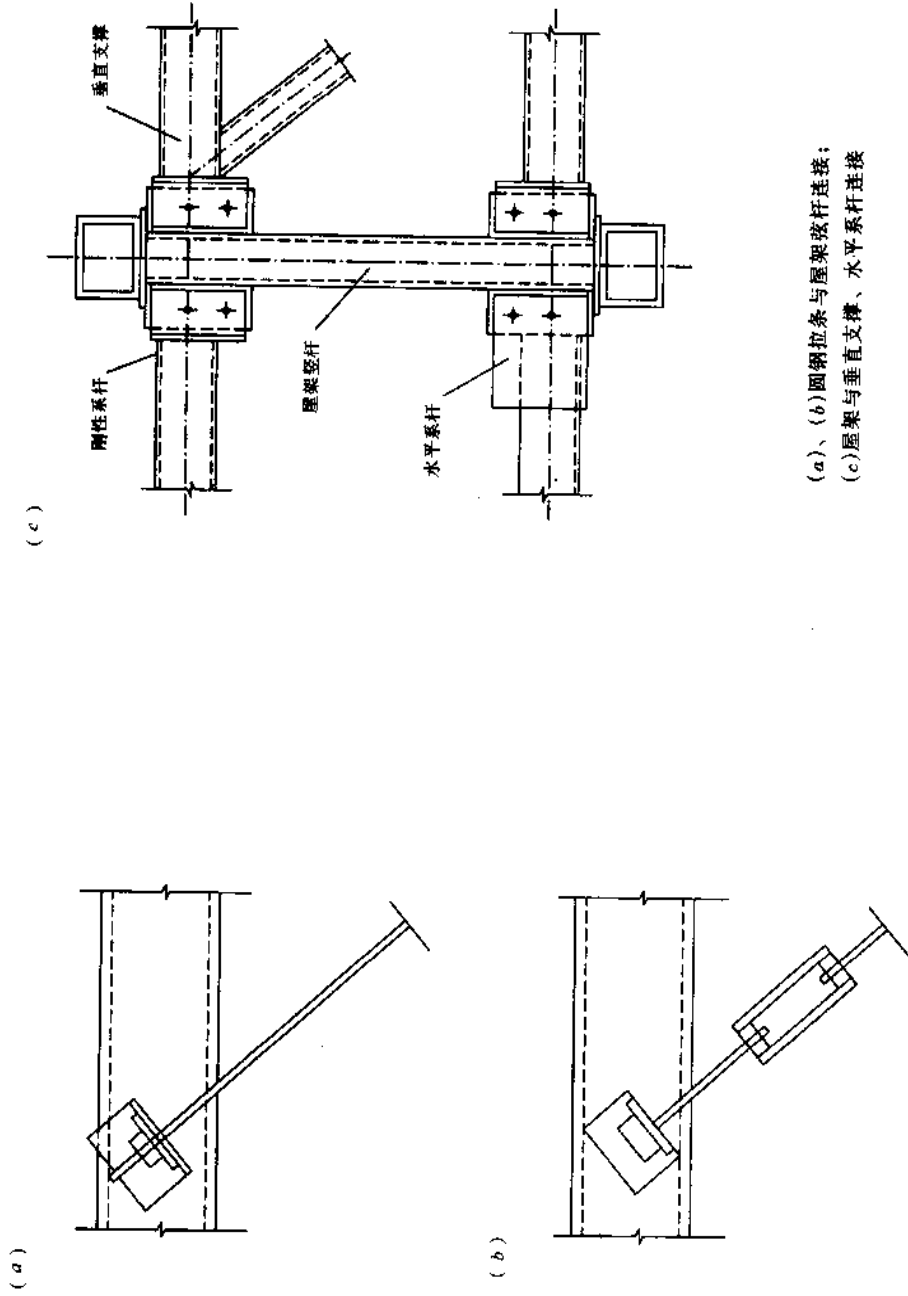 (a)
(b)
(c)
刚性系杆
垂直支撑
屋架竖杆
水平系杆
(a)、(b)圆钢拉条与屋架弦杆连接；
(c)屋架与垂直支撑、水平系杆连接